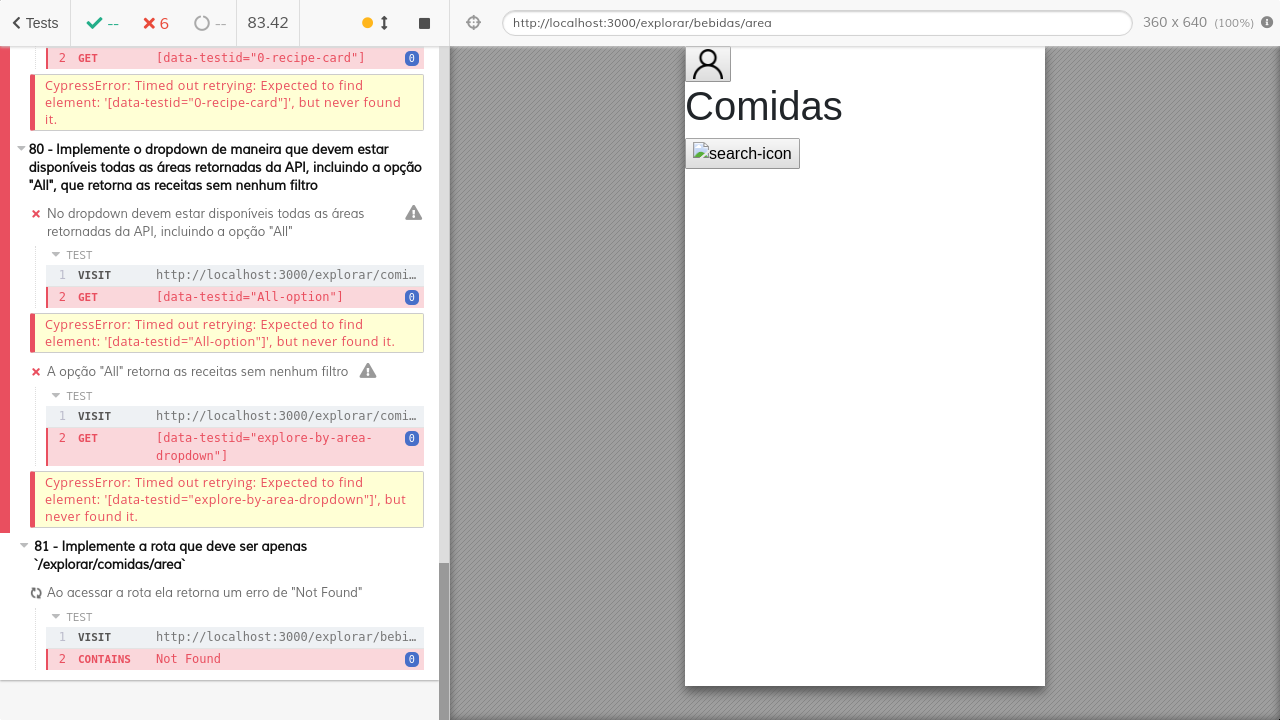 Tests -- 6 -- 83.42
http://localhost:3000/explorar/bebidas/area 360 x 640 (100%)
2 GET [data-testid="0-recipe-card"] 0
CypressError: Timed out retrying: Expected to find
element: '[data-testid="0-recipe-card"]', but never found
it.
80 - Implemente o dropdown de maneira que devem estar
disponíveis todas as áreas retornadas da API, incluindo a opção
"All", que retorna as receitas sem nenhum filtro
No dropdown devem estar disponíveis todas as áreas
retornadas da API, incluindo a opção "All"
TEST
1 VISIT http://localhost:3000/explorar/comi…
2 GET [data-testid="All-option"] 0
CypressError: Timed out retrying: Expected to find
element: '[data-testid="All-option"]', but never found it.
A opção "All" retorna as receitas sem nenhum filtro
TEST
1 VISIT http://localhost:3000/explorar/comi…
2 GET [data-testid="explore-by-area- 0
dropdown"]
CypressError: Timed out retrying: Expected to find
element: '[data-testid="explore-by-area-dropdown"]', but
never found it.
81 - Implemente a rota que deve ser apenas
`/explorar/comidas/area`
Ao acessar a rota ela retorna um erro de "Not Found"
TEST
1 VISIT http://localhost:3000/explorar/bebi…
2 CONTAINS Not Found 0
Comidas
search-icon